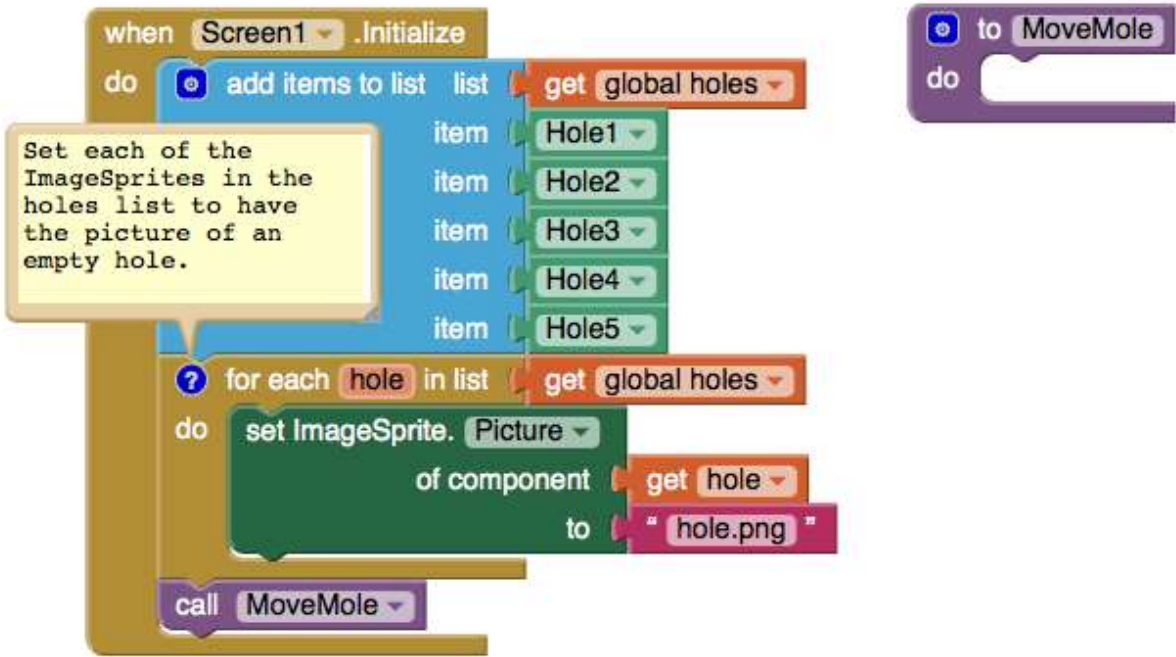 when Screen1 .Initialize
do add items to list list get global holes
item Hole1
item Hole2
item Hole3
item Hole4
item Hole5
Set each of the
ImageSprites in the
holes list to have
the picture of an
empty hole.
? for each hole in list get global holes
do set ImageSprite. Picture
of component get hole
to " hole.png "
call MoveMole
to MoveMole
do